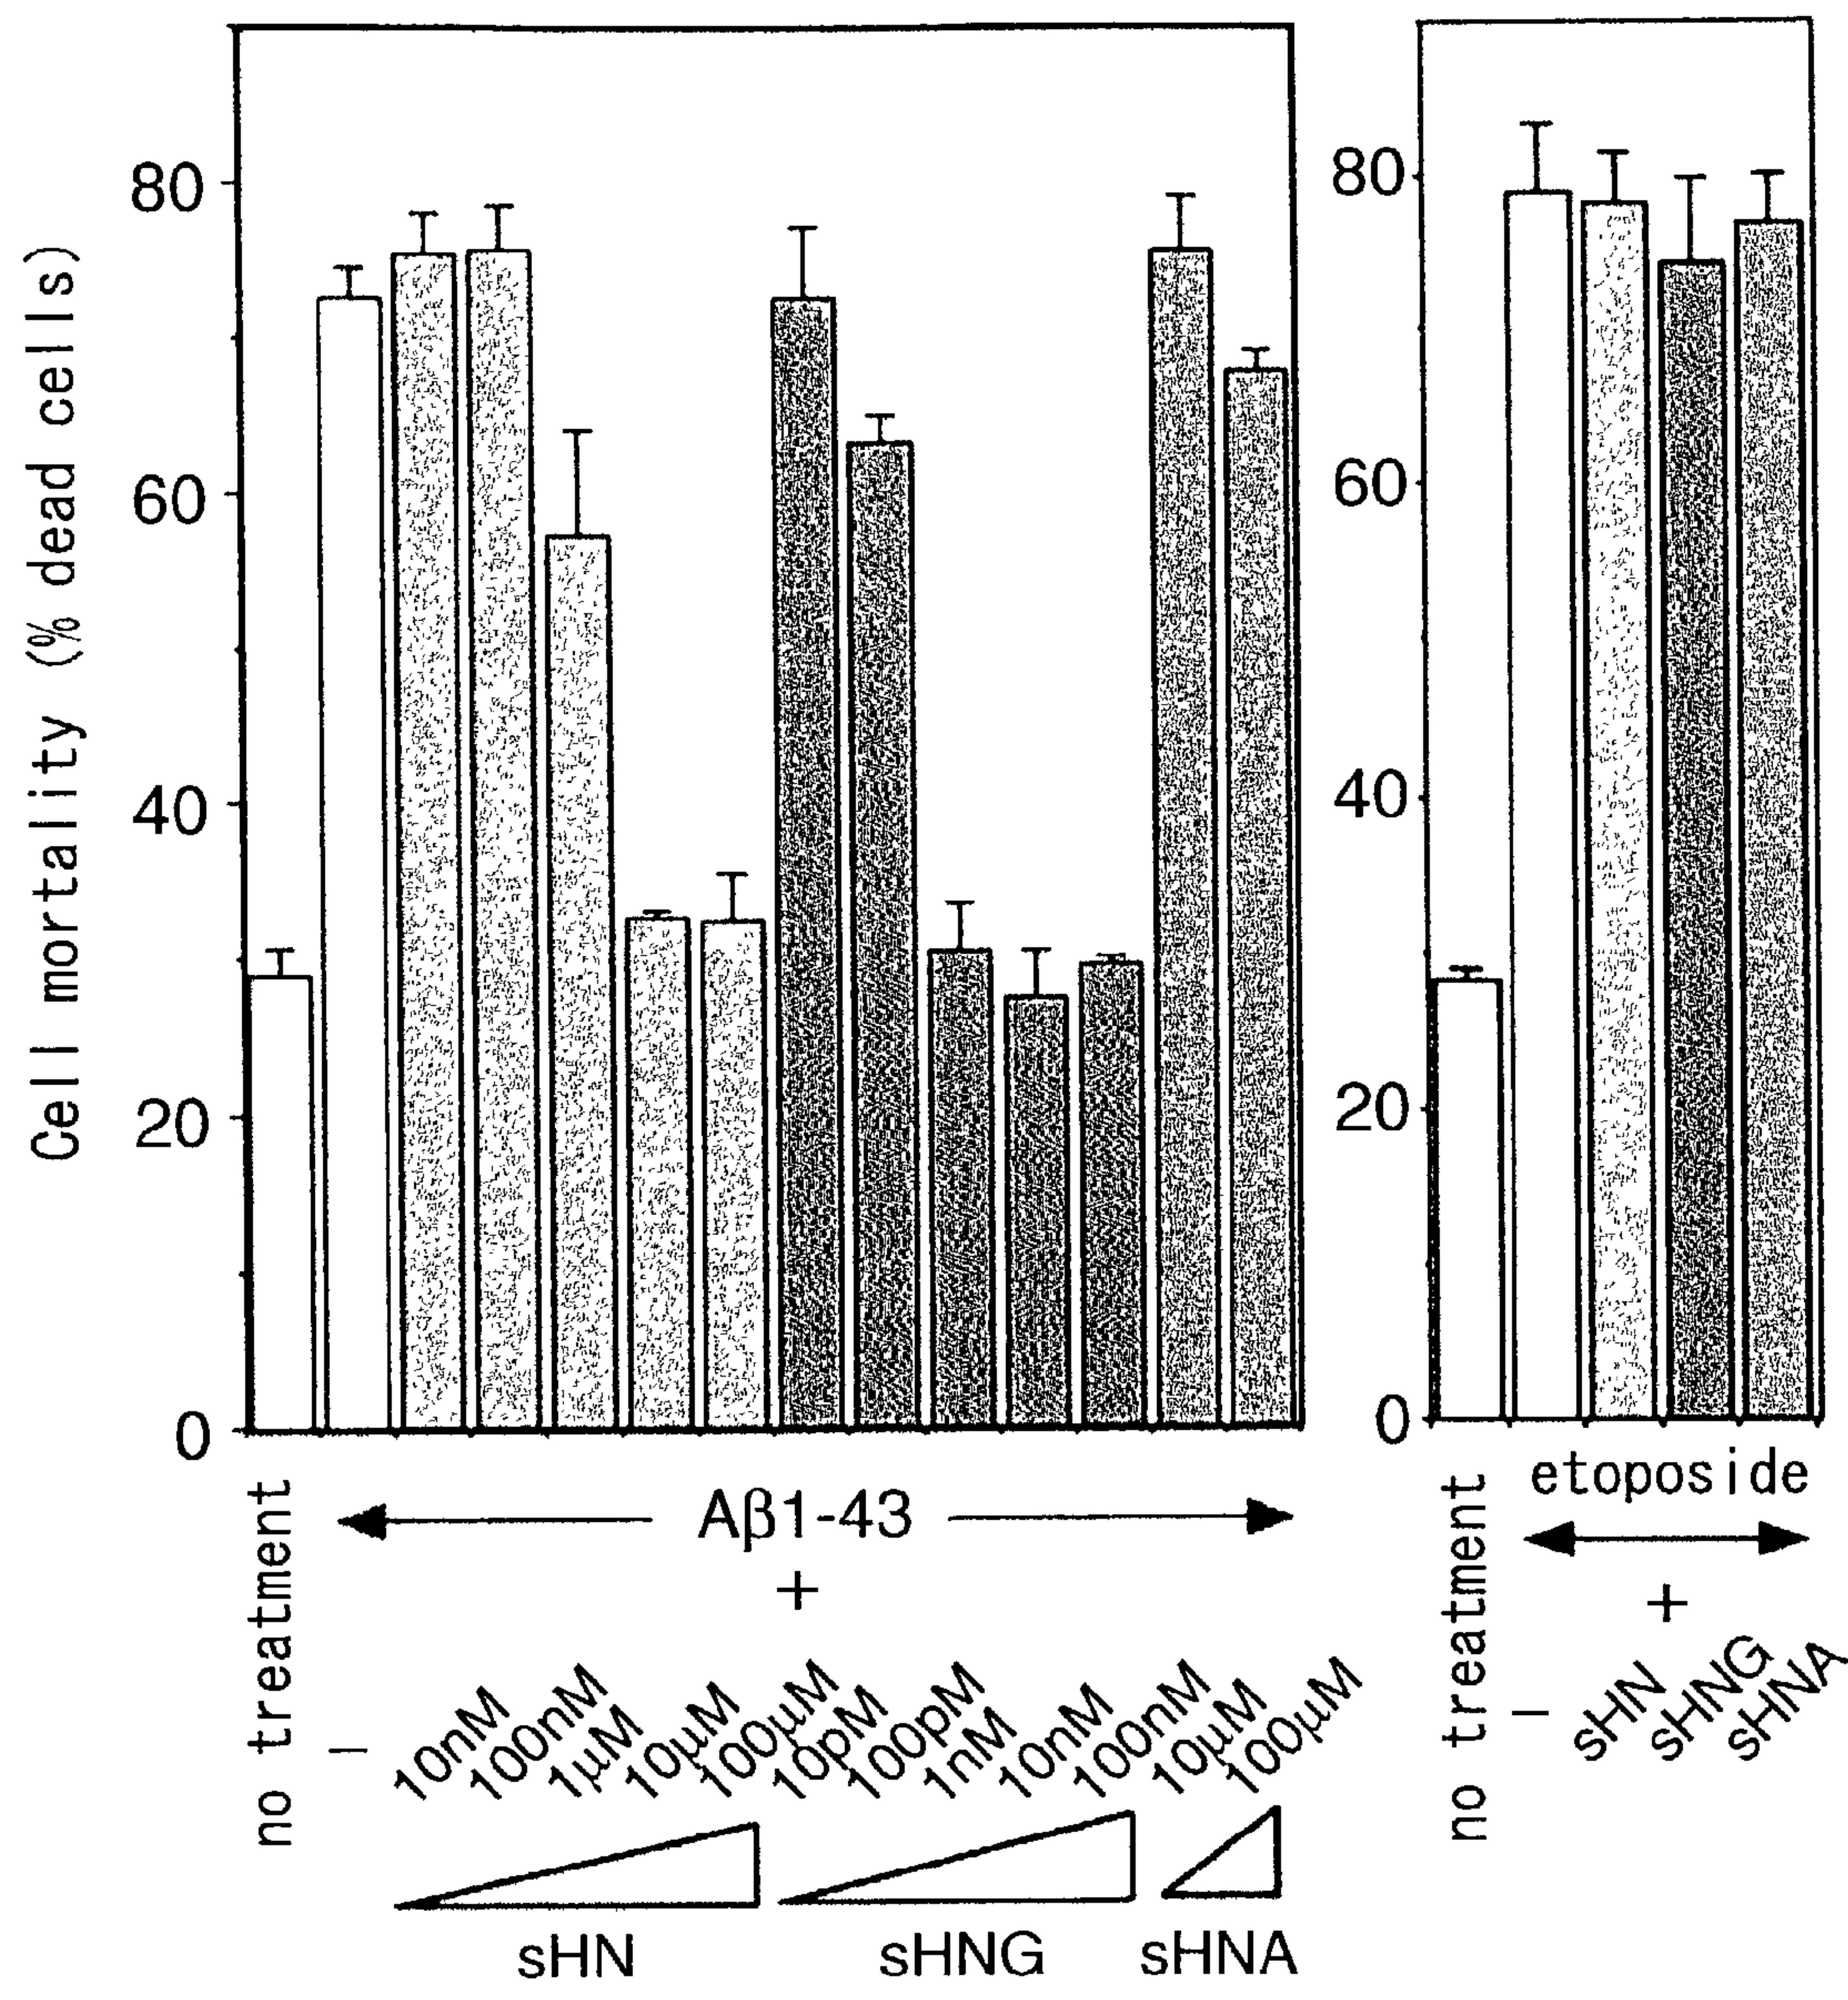 Cell mortality (% dead cells)
80
60
40
20
0
no treatment
Aβ1-43
+
–
10nM
100nM
1μM
10μM
100μM
10pM
100pM
1nM
10nM
100nM
10μM
100μM
sHN
sHNG
sHNA
80
60
40
20
0
no treatment
etoposide
+
–
sHN
sHNG
sHNA